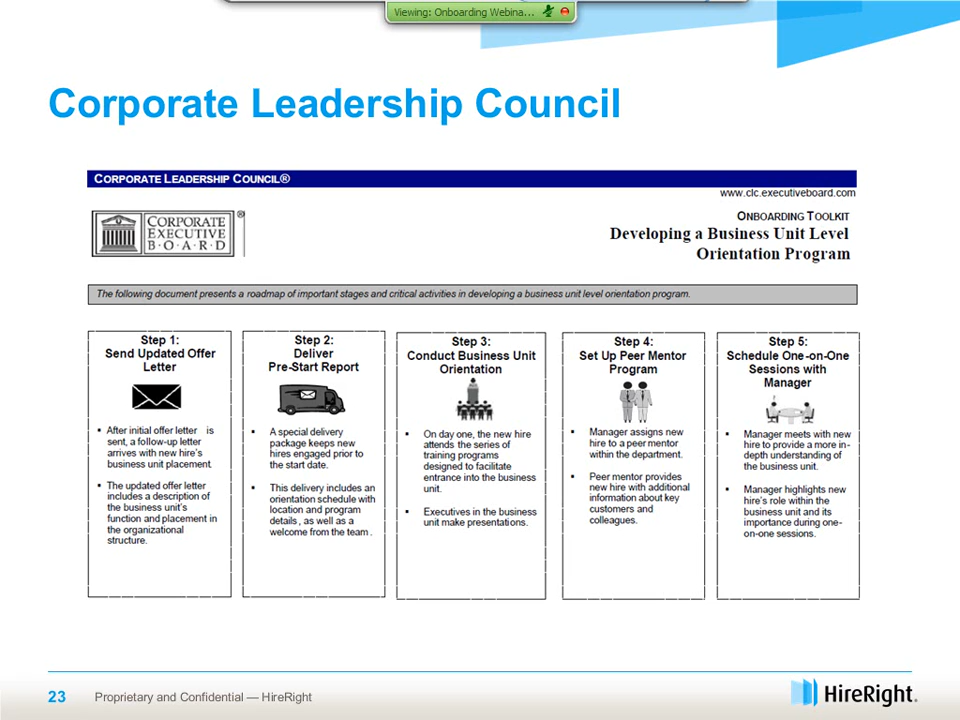 Viewing: Onboarding Webina...
Corporate Leadership Council
CORPORATE LEADERSHIP COUNCIL®
www.clc.executiveboard.com
CORPORATE
EXECUTIVE
B·O·A·R·D
®
ONBOARDING TOOLKIT
Developing a Business Unit Level
Orientation Program
The following document presents a roadmap of important stages and critical activities in developing a business unit level orientation program.
Step 1:
Send Updated Offer
Letter
▪ After initial offer letter is
sent, a follow-up letter
arrives with new hire's
business unit placement.
▪ The updated offer letter
includes a description of
the business unit's
function and placement in
the organizational
structure.
Step 2:
Deliver
Pre-Start Report
▪ A special delivery
package keeps new
hires engaged prior to
the start date.
▪ This delivery includes an
orientation schedule with
location and program
details, as well as a
welcome from the team.
Step 3:
Conduct Business Unit
Orientation
▪ On day one, the new hire
attends the series of
training programs
designed to facilitate
entrance into the business
unit.
▪ Executives in the business
unit make presentations.
Step 4:
Set Up Peer Mentor
Program
▪ Manager assigns new
hire to a peer mentor
within the department.
▪ Peer mentor provides
new hire with additional
information about key
customers and
colleagues.
Step 5:
Schedule One-on-One
Sessions with
Manager
▪ Manager meets with new
hire to provide a more in-
depth understanding of
the business unit.
▪ Manager highlights new
hire's role within the
business unit and its
importance during one-
on-one sessions.
23 Proprietary and Confidential — HireRight
HireRight.